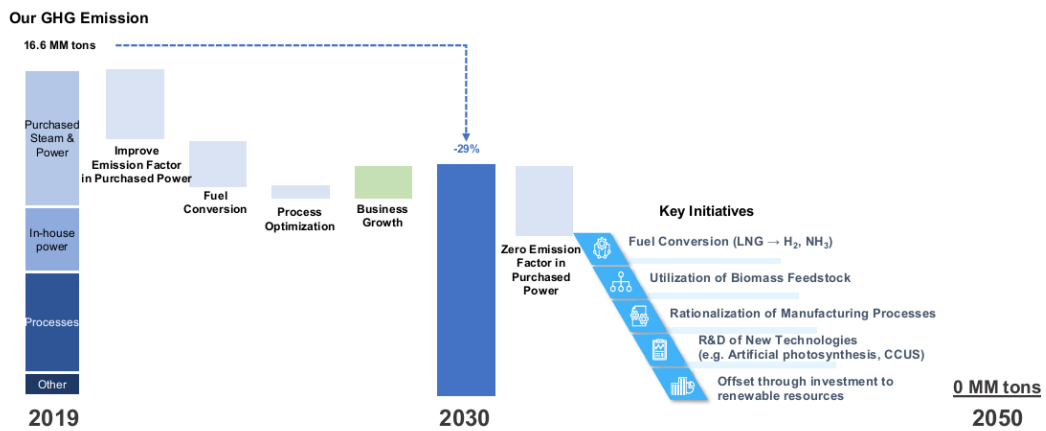 Our GHG Emission
16.6 MM tons
Purchased
Steam &
Power
In-house
power
Processes
Other
2019
Improve
Emission Factor
in Purchased Power
Fuel
Conversion
Process
Optimization
Business
Growth
-29%
2030
Zero Emission
Factor in
Purchased
Power
Key Initiatives
Fuel Conversion (LNG → H₂, NH₃)
Utilization of Biomass Feedstock
Rationalization of Manufacturing Processes
R&D of New Technologies
(e.g. Artificial photosynthesis, CCUS)
Offset through investment to
renewable resources
0 MM tons
2050